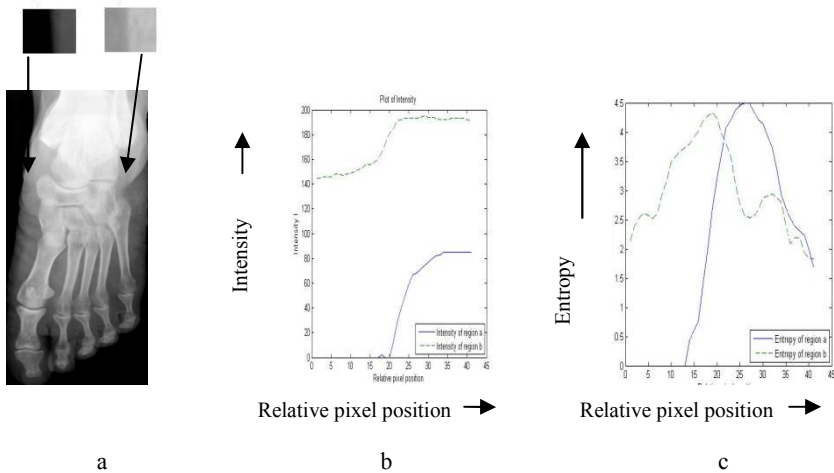 Plot of Intensity
200
180
160
140
120
100
80
60
40
20
0
0 5 10 15 20 25 30 35 40 45
Intensity I
Relative pixel position
Intensity of region a
Intensity of region b
Intensity
Relative pixel position
4.5
4
3.5
3
2.5
2
1.5
1
0.5
0
0 5 10 15 20 25 30 35 40 45
Entropy of region a
Entropy of region b
Entropy
Relative pixel position
a
b
c